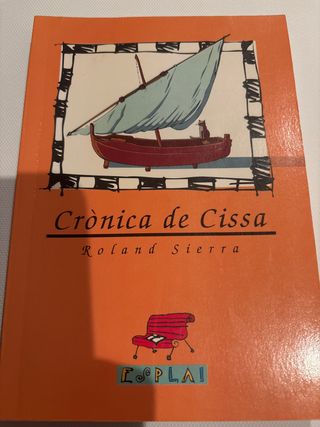 Crònica de Cissa
Roland Sierra
ESPLAI